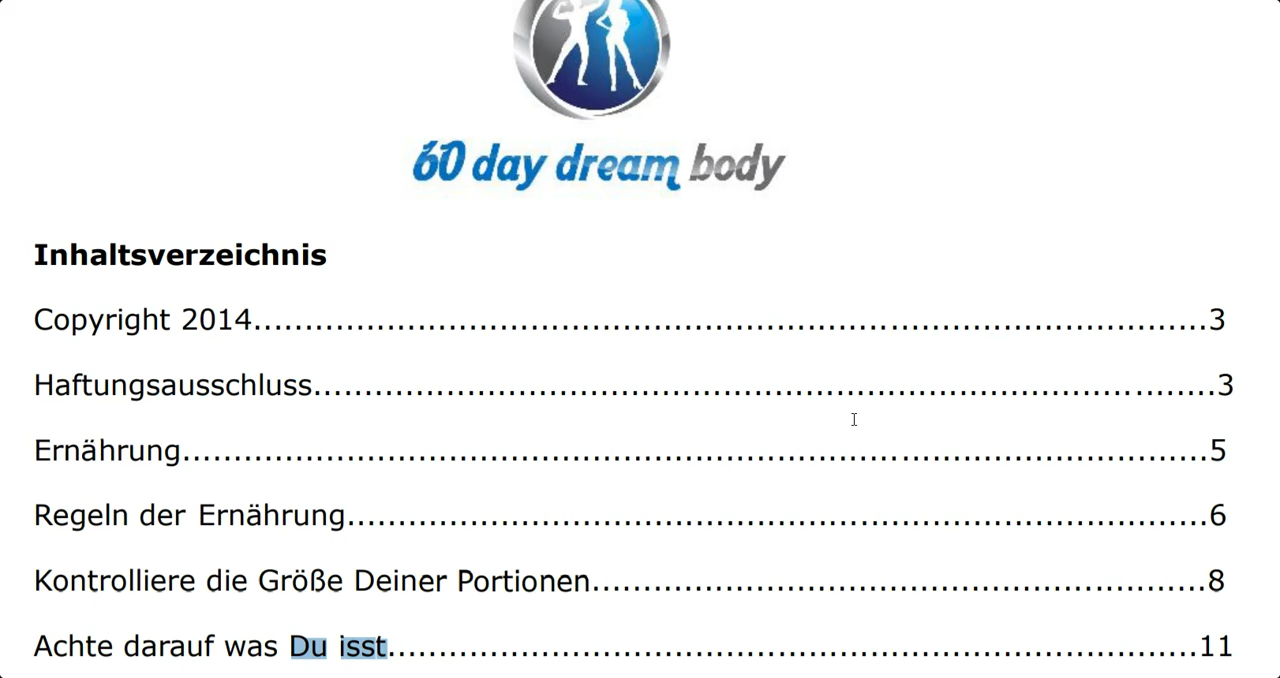 60 day dream body
Inhaltsverzeichnis
Copyright 2014..........................................................................................3
Haftungsausschluss.....................................................................................3
Ernährung.................................................................................................5
Regeln der Ernährung..................................................................................6
Kontrolliere die Größe Deiner Portionen..........................................................8
Achte darauf was Du isst.............................................................................11